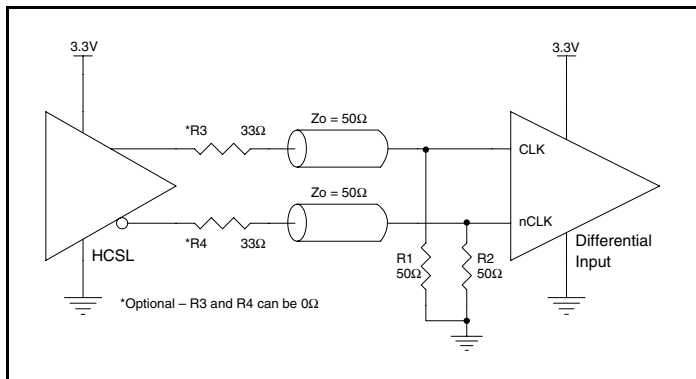 3.3V
3.3V
*R3 33Ω
Zo = 50Ω
CLK
Zo = 50Ω
*R4 33Ω
nCLK
HCSL
R1
50Ω
R2
50Ω
Differential
Input
*Optional – R3 and R4 can be 0Ω